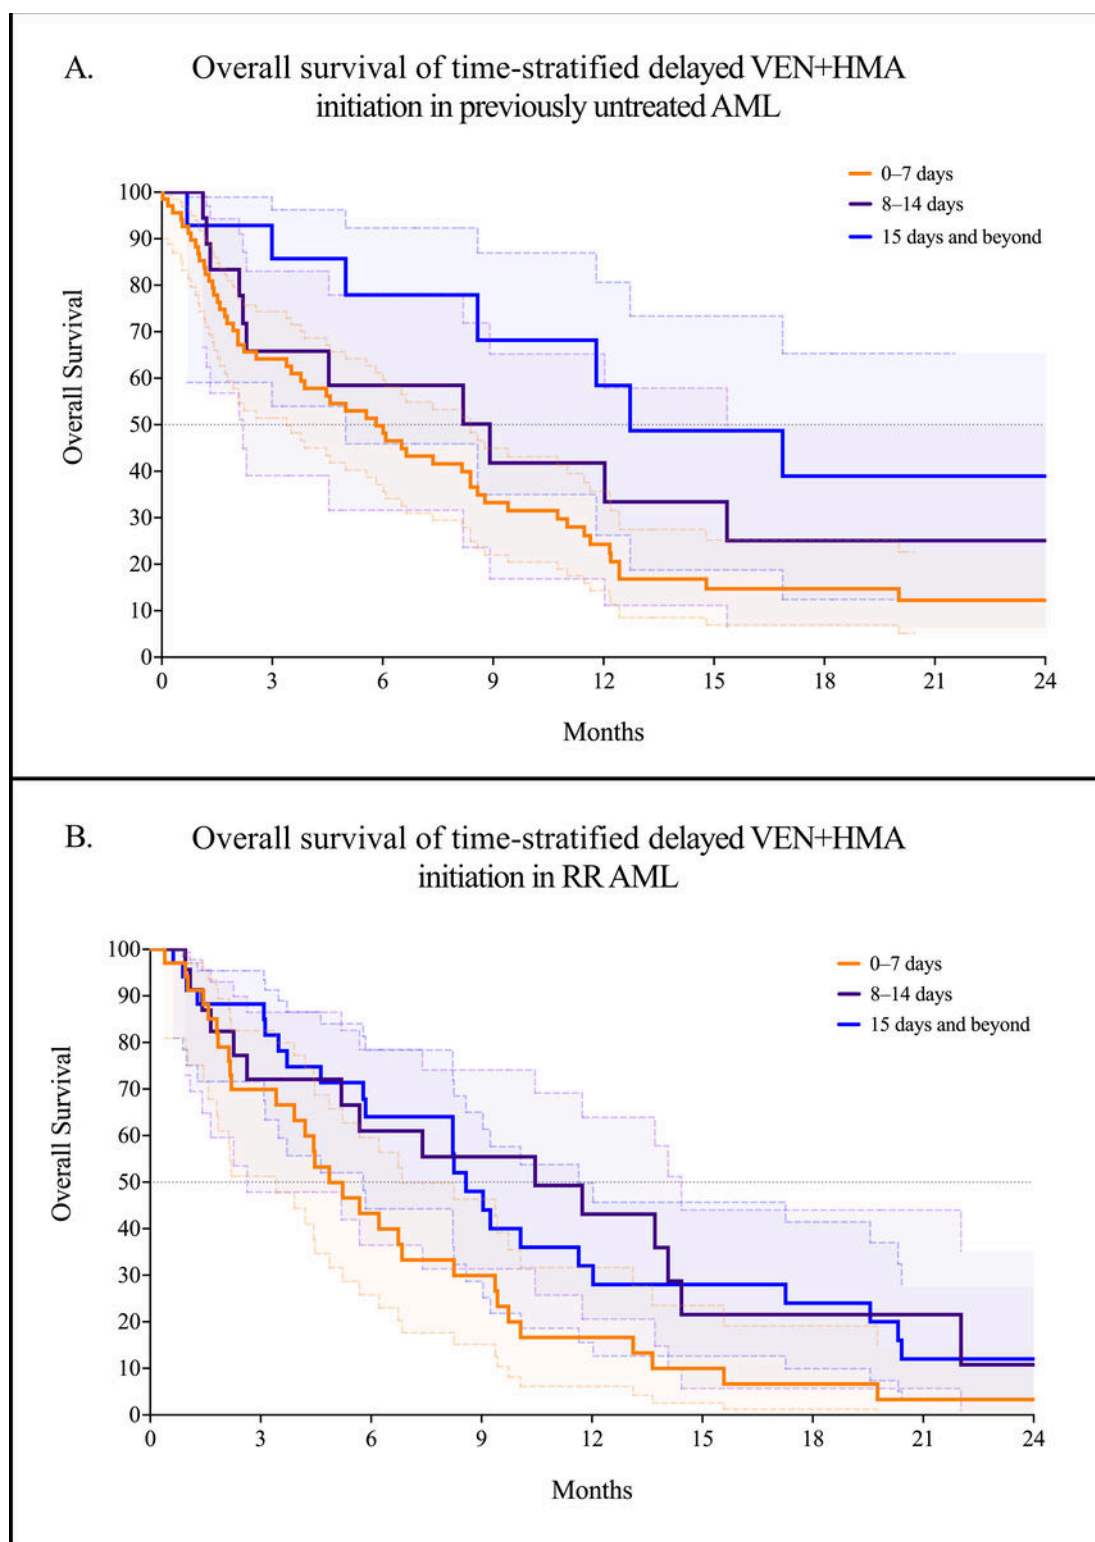 A.
Overall survival of time-stratified delayed VEN+HMA
initiation in previously untreated AML
0–7 days
8–14 days
15 days and beyond
Overall Survival
100
90
80
70
60
50
40
30
20
10
0
0 3 6 9 12 15 18 21 24
Months
B.
Overall survival of time-stratified delayed VEN+HMA
initiation in RR AML
0–7 days
8–14 days
15 days and beyond
Overall Survival
100
90
80
70
60
50
40
30
20
10
0
0 3 6 9 12 15 18 21 24
Months